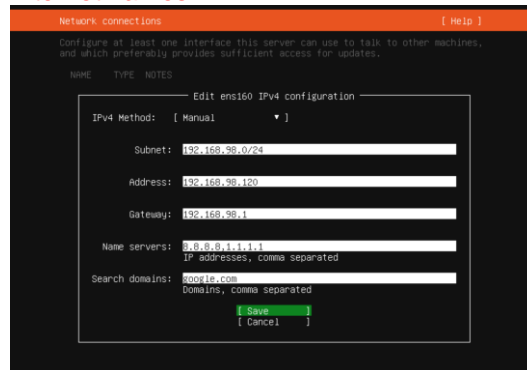 Network connections [ Help ]
Configure at least one interface this server can use to talk to other machines,
and which preferably provides sufficient access for updates.
NAME TYPE NOTES
Edit ens160 IPv4 configuration
IPv4 Method: [ Manual ▾ ]
Subnet: 192.168.98.0/24
Address: 192.168.98.120
Gateway: 192.168.98.1
Name servers: 8.8.8.8,1.1.1.1
IP addresses, comma separated
Search domains: google.com
Domains, comma separated
[ Save ]
[ Cancel ]